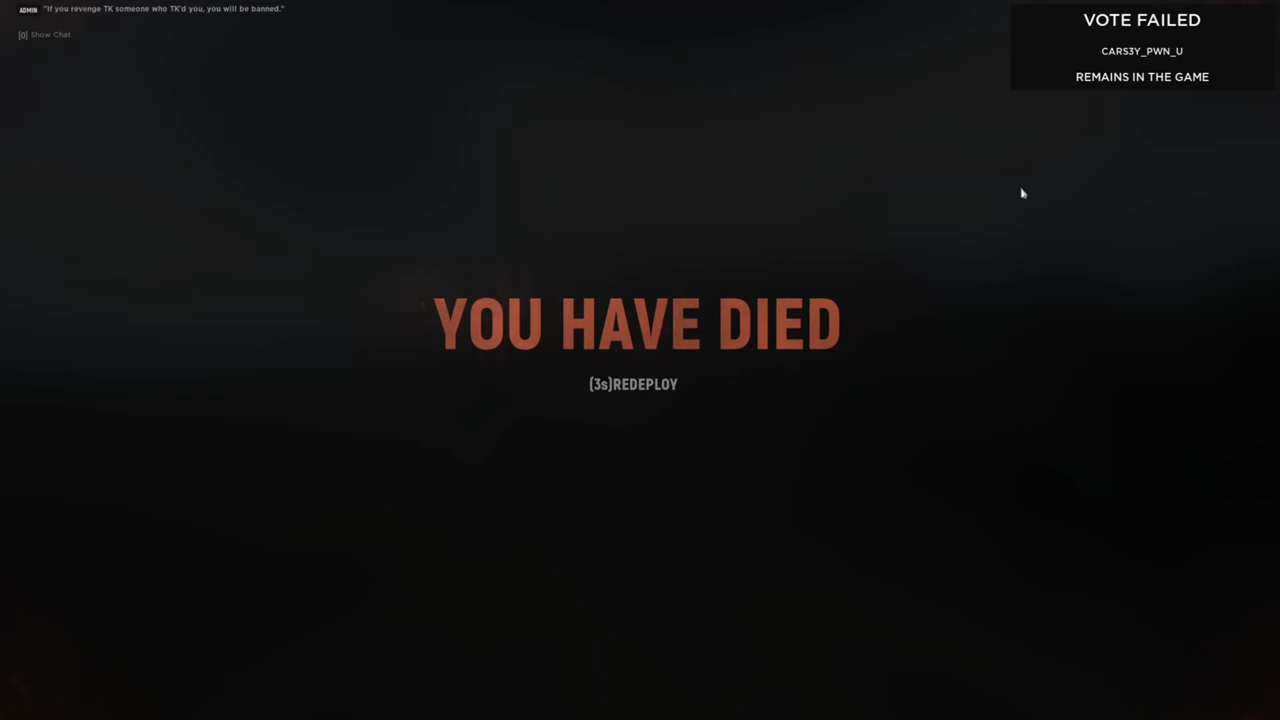 ADMIN "If you revenge TK someone who TK'd you, you will be banned."
[0] Show Chat
VOTE FAILED
CARS3Y_PWN_U
REMAINS IN THE GAME
YOU HAVE DIED
(3s)REDEPLOY